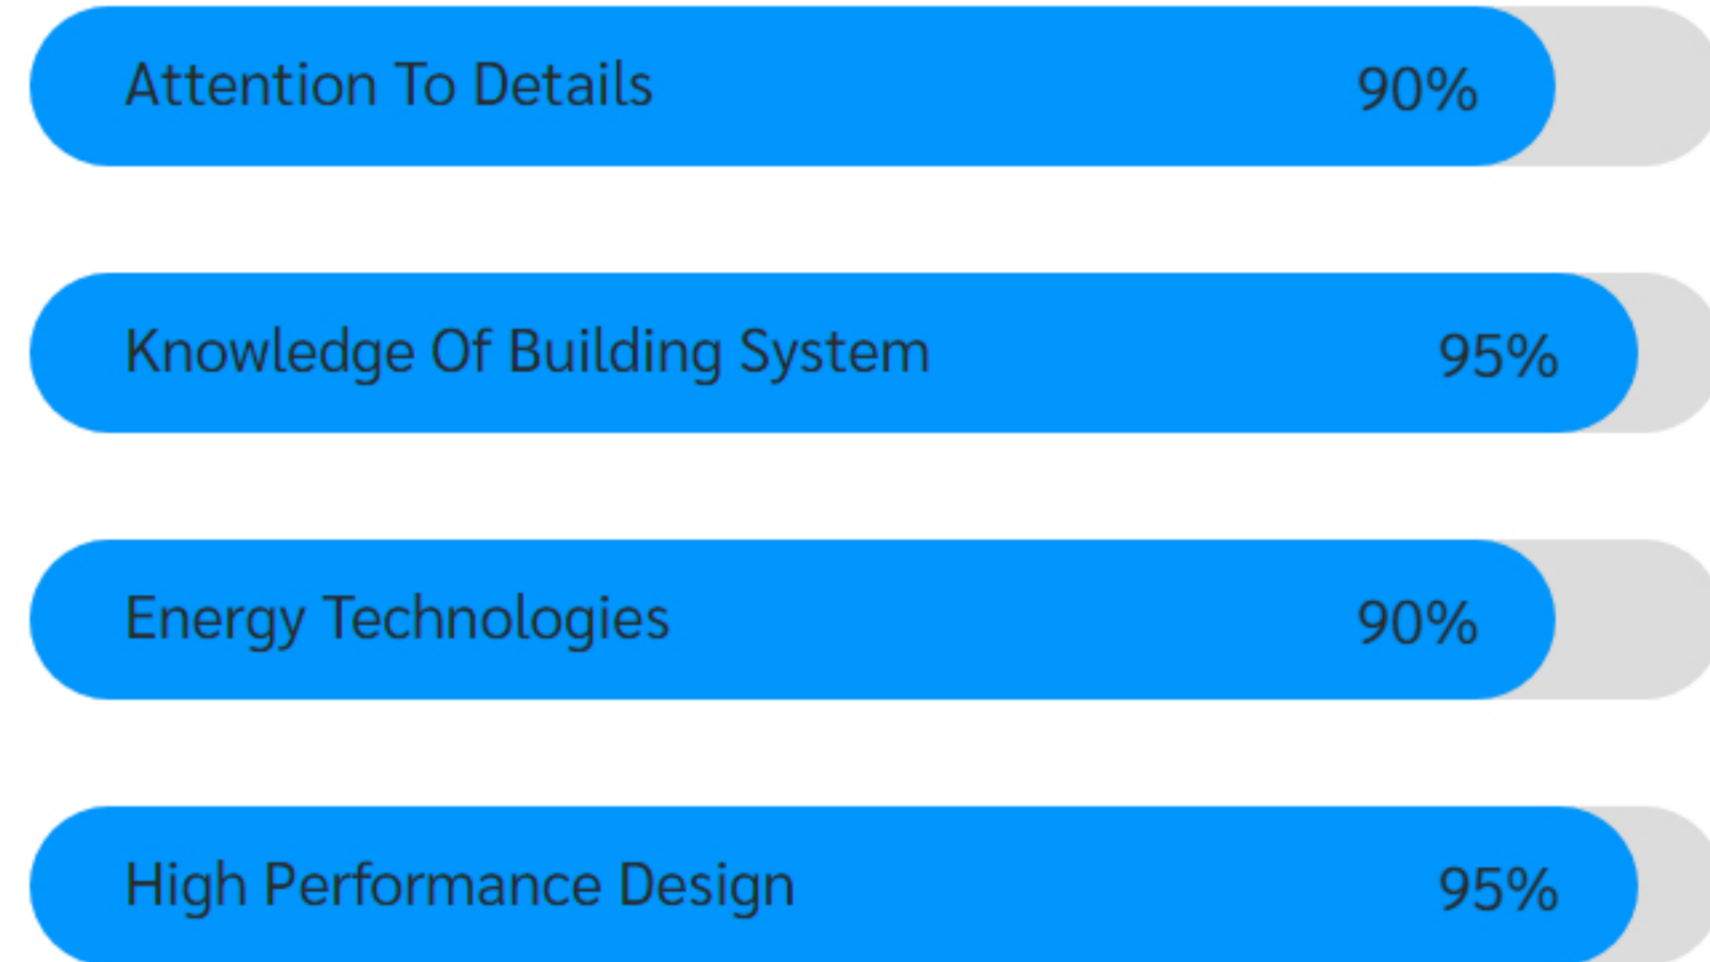 Attention To Details 90%
Knowledge Of Building System 95%
Energy Technologies 90%
High Performance Design 95%